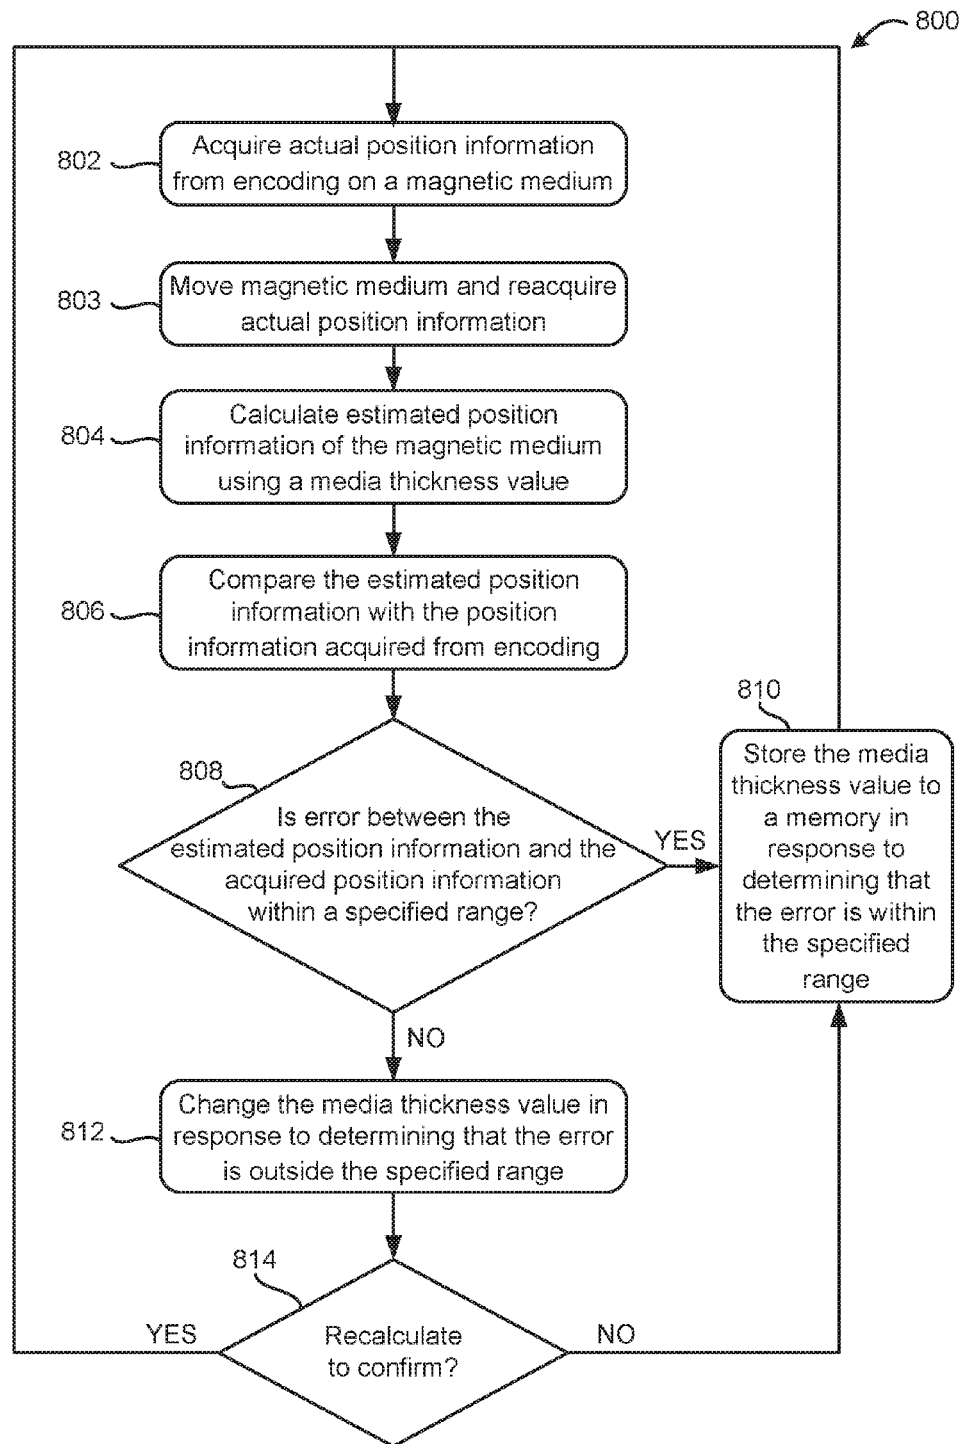 800
802
Acquire actual position information
from encoding on a magnetic medium
803
Move magnetic medium and reacquire
actual position information
804
Calculate estimated position
information of the magnetic medium
using a media thickness value
806
Compare the estimated position
information with the position
information acquired from encoding
808
Is error between the
estimated position information and the
acquired position information
within a specified range?
YES
810
Store the media
thickness value to
a memory in
response to
determining that
the error is within
the specified
range
NO
812
Change the media thickness value in
response to determining that the error
is outside the specified range
814
YES
Recalculate
to confirm?
NO